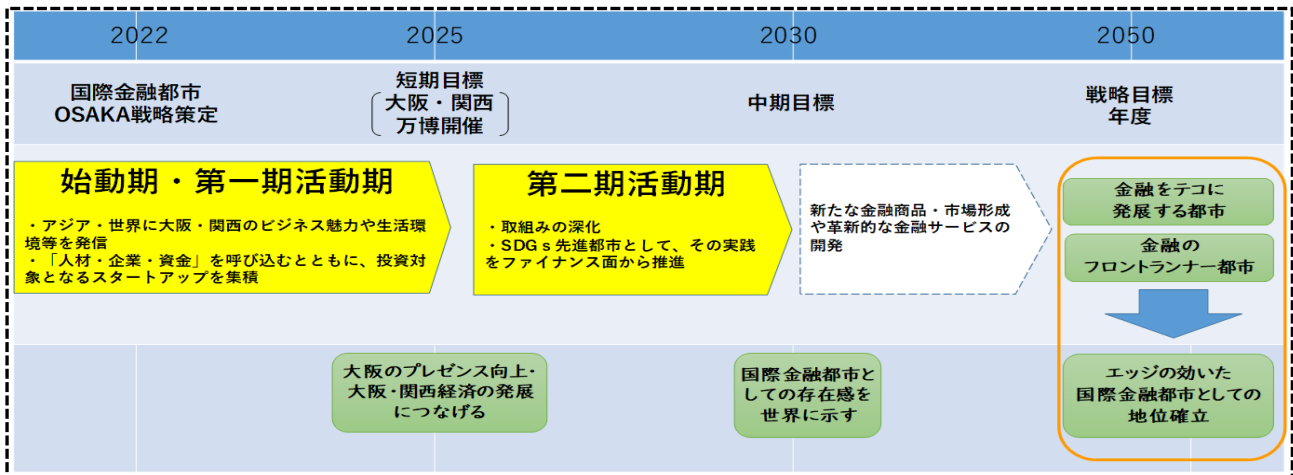 2022
2025
2030
2050
国際金融都市
OSAKA戦略策定
短期目標
大阪・関西
万博開催
中期目標
戦略目標
年度
始動期・第一期活動期
・アジア・世界に大阪・関西のビジネス魅力や生活環
境等を発信
・「人材・企業・資金」を呼び込むとともに、投資対
象となるスタートアップを集積
第二期活動期
・取組みの深化
・SDGs先進都市として、その実践
をファイナンス面から推進
新たな金融商品・市場形成
や革新的な金融サービスの
開発
金融をテコに
発展する都市
金融の
フロントランナー都市
大阪のプレゼンス向上・
大阪・関西経済の発展
につなげる
国際金融都市と
しての存在感を
世界に示す
エッジの効いた
国際金融都市としての
地位確立